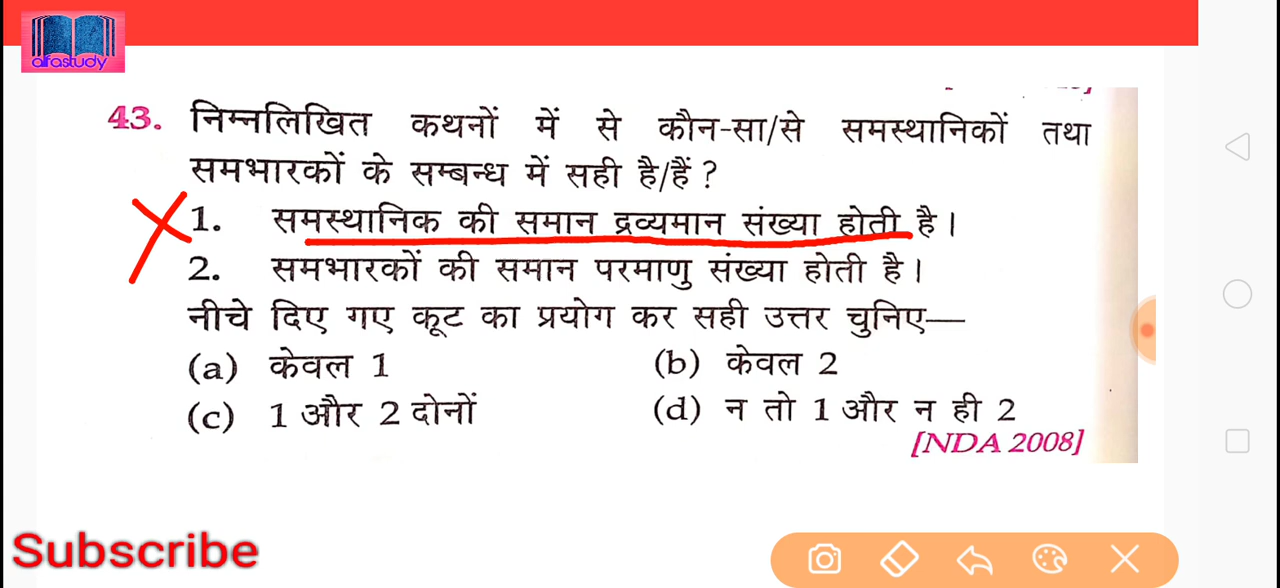 alfastudy
43. निम्नलिखित कथनों में से कौन-सा/से समस्थानिकों तथा
समभारकों के सम्बन्ध में सही है/हैं ?
1. समस्थानिक की समान द्रव्यमान संख्या होती है।
2. समभारकों की समान परमाणु संख्या होती है।
नीचे दिए गए कूट का प्रयोग कर सही उत्तर चुनिए—
(a) केवल 1 (b) केवल 2
(c) 1 और 2 दोनों (d) न तो 1 और न ही 2
[NDA 2008]
Subscribe